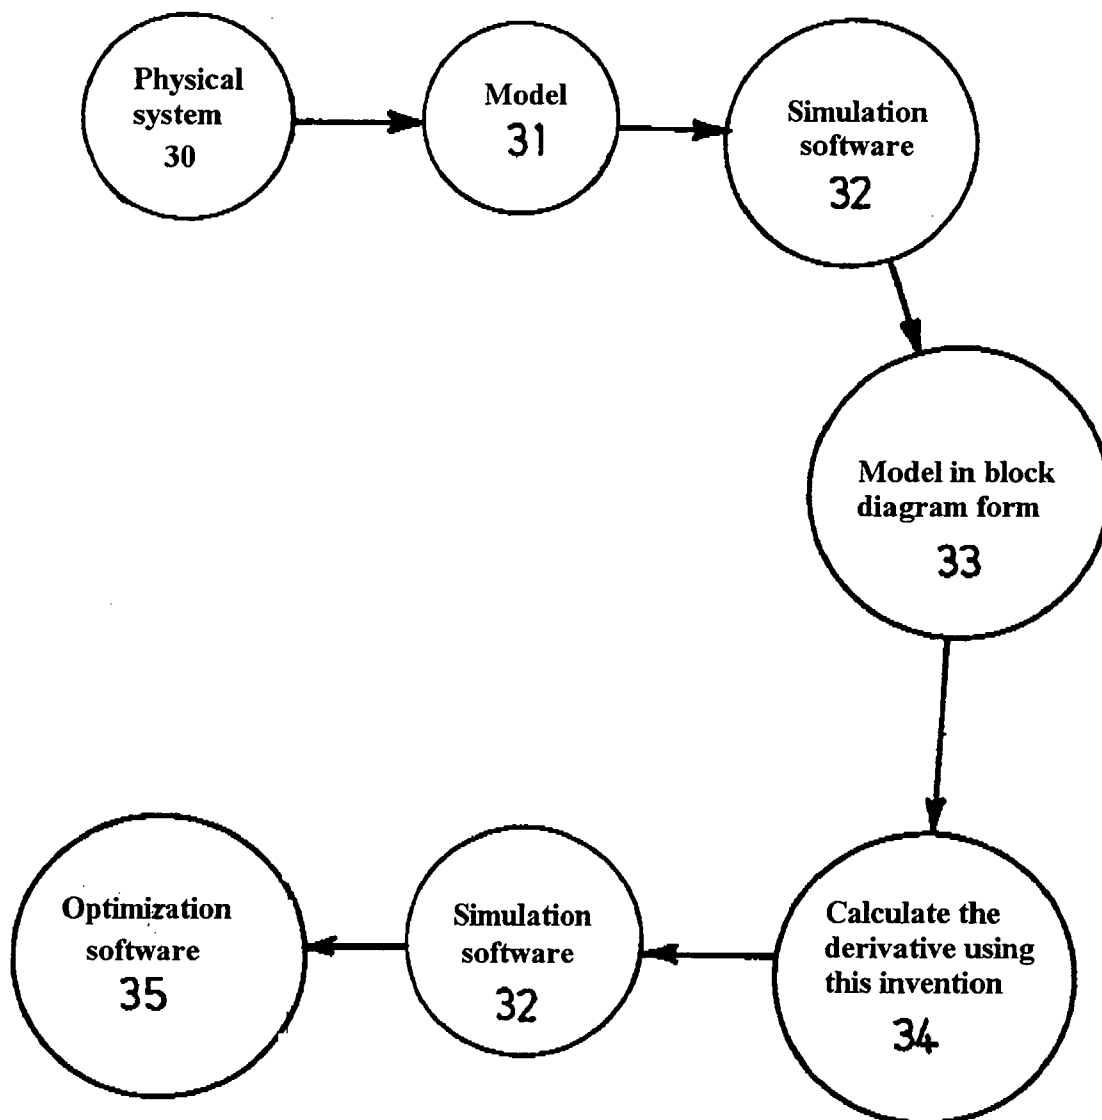 Physical
system
30
Model
31
Simulation
software
32
Model in block
diagram form
33
Calculate the
derivative using
this invention
34
Simulation
software
32
Optimization
software
35